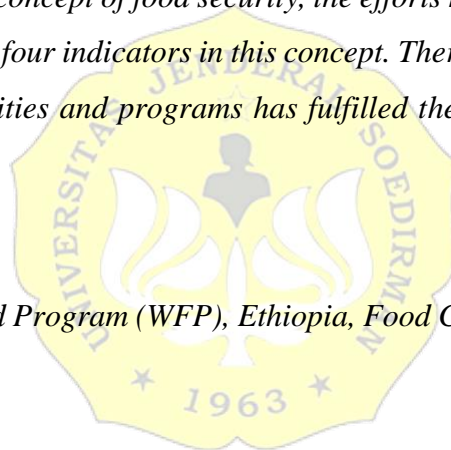 concept of food security, the efforts
four indicators in this concept. Ther
ities and programs has fulfilled the
d Program (WFP), Ethiopia, Food C
UNIVERSITAS JENDERAL SOEDIRMAN
1963